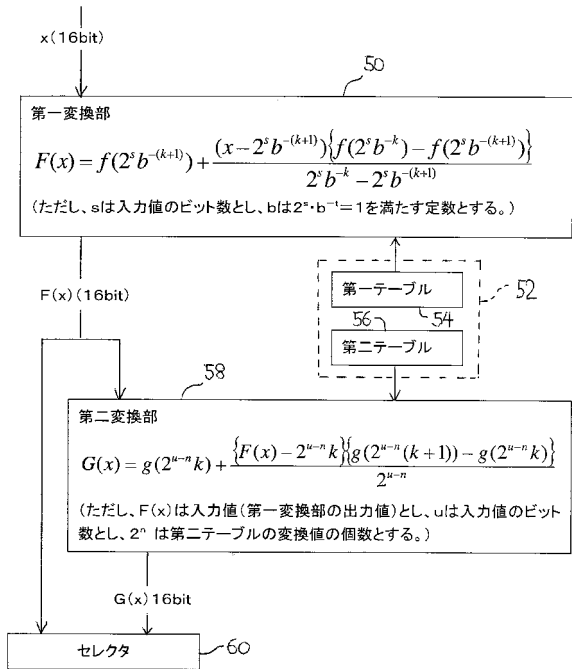 x(16bit)
50
第一変換部
F(x) = f(2^s b^{-(k+1)}) + \frac{(x-2^s b^{-(k+1)})\{f(2^s b^{-k})-f(2^s b^{-(k+1)})\}}{2^s b^{-k}-2^s b^{-(k+1)}}
(ただし、sは入力値のビット数とし、bは2^s・b^{-t}=1を満たす定数とする。)
F(x)(16bit)
第一テーブル
52
54
56
第二テーブル
58
第二変換部
G(x) = g(2^{u-n}k) + \frac{\{F(x)-2^{u-n}k\}\{g(2^{u-n}(k+1))-g(2^{u-n}k)\}}{2^{u-n}}
(ただし、F(x)は入力値(第一変換部の出力値)とし、uは入力値のビット
数とし、2^n は第二テーブルの変換値の個数とする。)
G(x)16bit
セレクタ
60